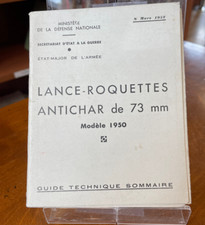 MINISTÈRE
DE LA DÉFENSE NATIONALE
SECRÉTARIAT D'ÉTAT A LA GUERRE
ÉTAT-MAJOR DE L'ARMÉE
LANCE-ROQUETTES
ANTICHAR de 73 mm
Modèle 1950
GUIDE TECHNIQUE SOMMAIRE